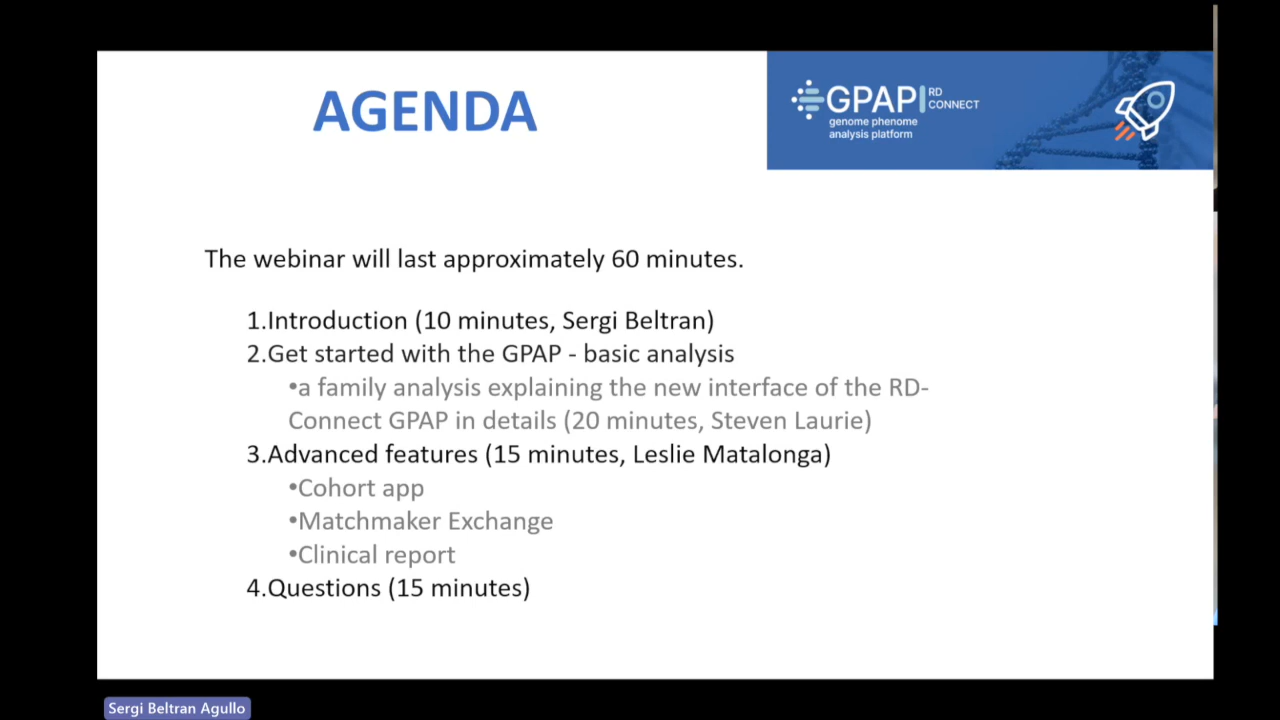 AGENDA
GPAP RD
CONNECT
genome phenome
analysis platform
The webinar will last approximately 60 minutes.
1.Introduction (10 minutes, Sergi Beltran)
2.Get started with the GPAP - basic analysis
•a family analysis explaining the new interface of the RD-
Connect GPAP in details (20 minutes, Steven Laurie)
3.Advanced features (15 minutes, Leslie Matalonga)
•Cohort app
•Matchmaker Exchange
•Clinical report
4.Questions (15 minutes)
Sergi Beltran Agullo